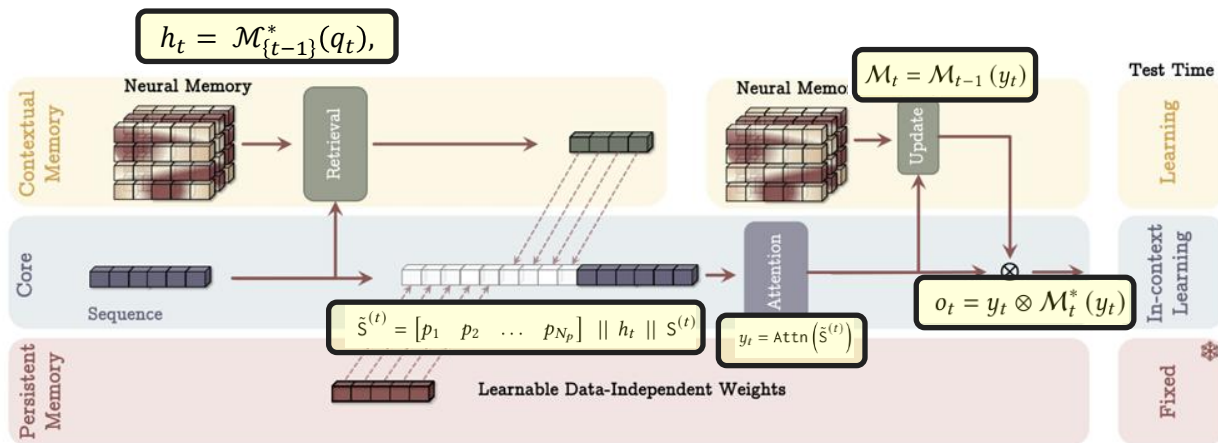 h_t = ℳ*_{t−1}(q_t),
Neural Memory
Neural Memor
ℳ_t = ℳ_{t−1} (y_t)
Test Time
Contextual Memory
Retrieval
Update
Learning
Core
Sequence
Attention
In-context Learning
S̃^(t) = [p_1 p_2 … p_{N_p}] || h_t || S^(t)
y_t = Attn(S̃^(t))
⊗
o_t = y_t ⊗ ℳ*_t (y_t)
Persistent Memory
Learnable Data-Independent Weights
Fixed